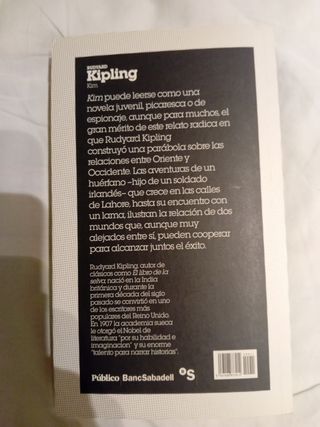 RUDYARD
Kipling
Kim
Kim puede leerse como una
novela juvenil, picaresca o de
espionaje, aunque para muchos, el
gran mérito de este relato radica en
que Rudyard Kipling
construyó una parábola sobre las
relaciones entre Oriente y
Occidente. Las aventuras de un
huérfano –hijo de un soldado
irlandés– que crece en las calles
de Lahore, hasta su encuentro con
un lama, ilustran la relación de dos
mundos que, aunque muy
alejados entre sí, pueden cooperar
para alcanzar juntos el éxito.
Rudyard Kipling, autor de
clásicos como El libro de la
selva, nació en la India
británica y durante la
primera década del siglo
pasado se convirtió en uno
de los escritores más
populares del Reino Unido.
En 1907 la academia sueca
le otorgó el Nobel de
literatura "por su habilidad e
imaginación" y su enorme
"talento para narrar historias".
Público BancSabadell
S